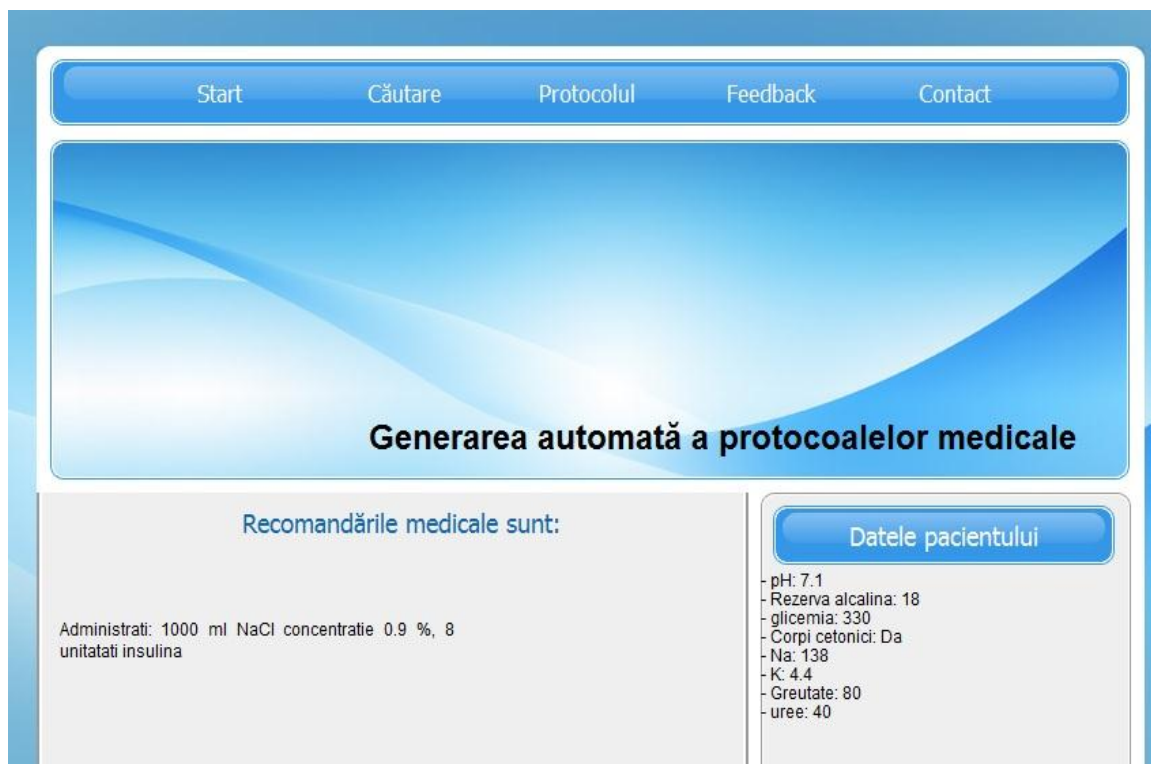 Start Căutare Protocolul Feedback Contact
Generarea automată a protocoalelor medicale
Recomandările medicale sunt:
Administrati: 1000 ml NaCl concentratie 0.9 %, 8
unitatati insulina
Datele pacientului
- pH: 7.1
- Rezerva alcalina: 18
- glicemia: 330
- Corpi cetonici: Da
- Na: 138
- K: 4.4
- Greutate: 80
- uree: 40